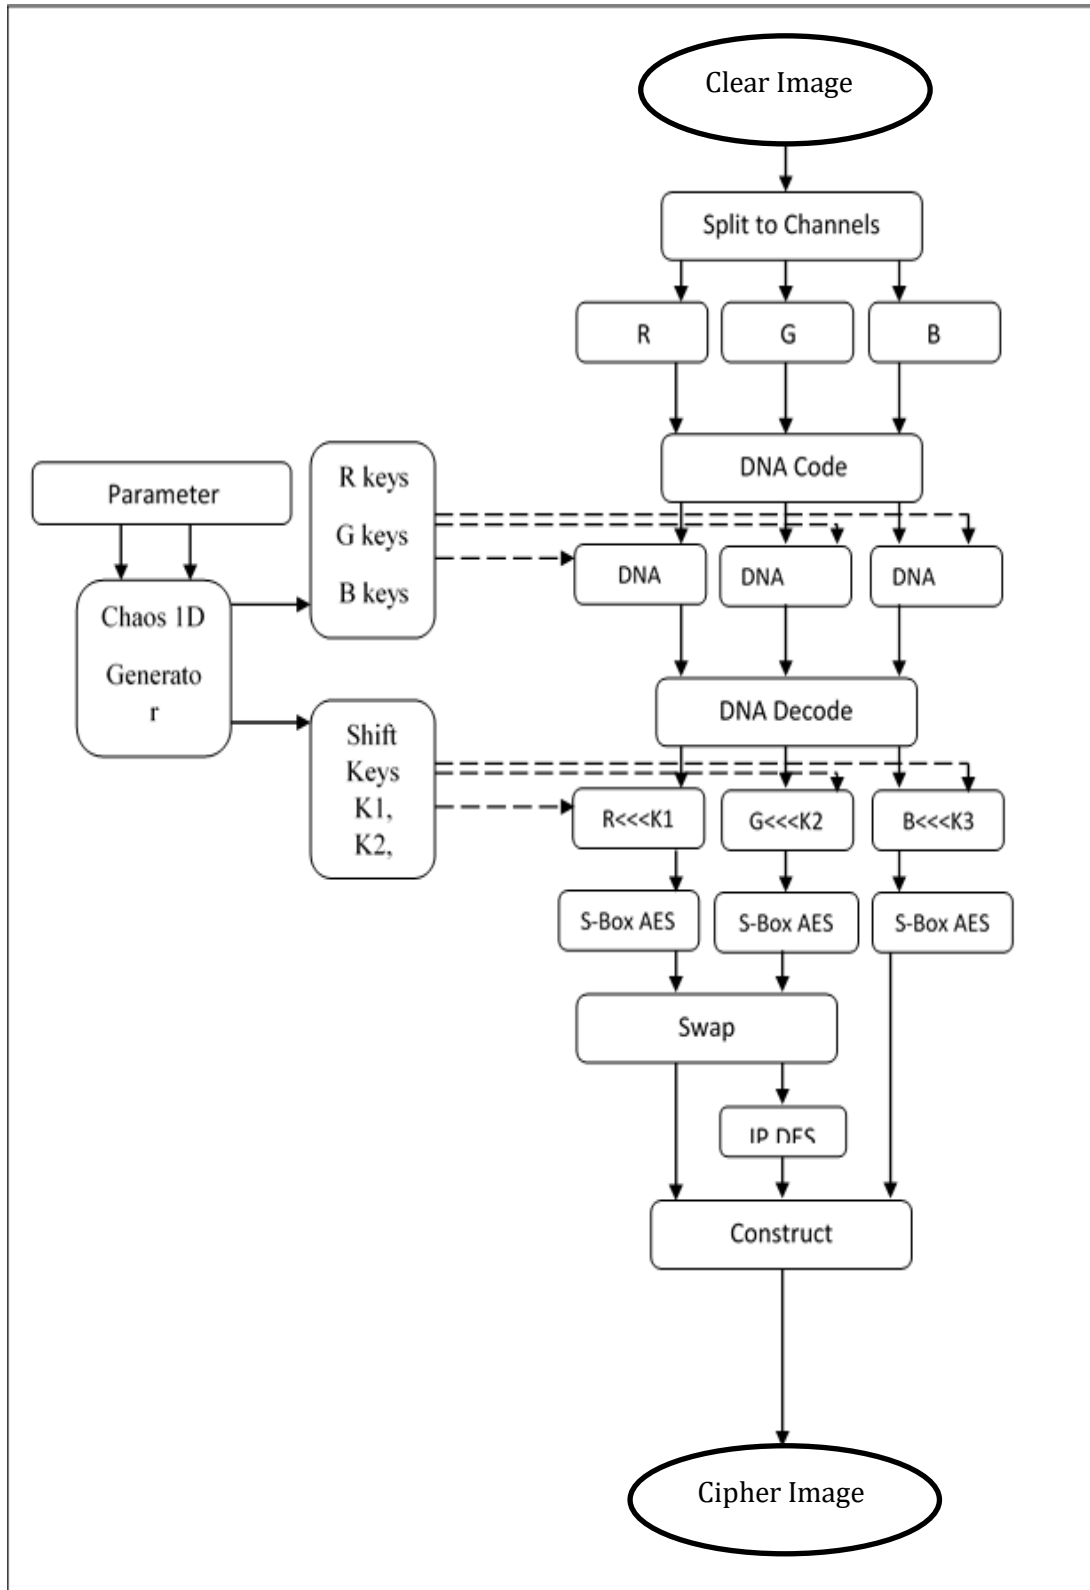 Clear Image
Split to Channels
R
G
B
DNA Code
Parameter
R keys
G keys
B keys
DNA
DNA
DNA
Chaos 1D
Generato
r
DNA Decode
Shift
Keys
K1,
K2,
R<<<K1
G<<<K2
B<<<K3
S-Box AES
S-Box AES
S-Box AES
Swap
IP DES
Construct
Cipher Image